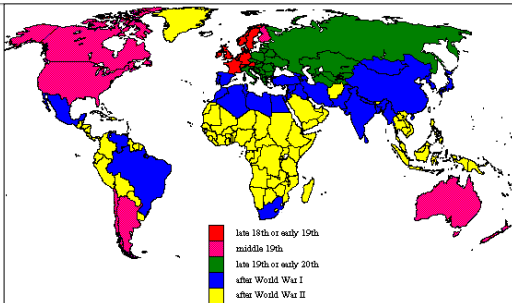 late 18th or early 19th
middle 19th
late 19th or early 20th
after World War I
after World War II